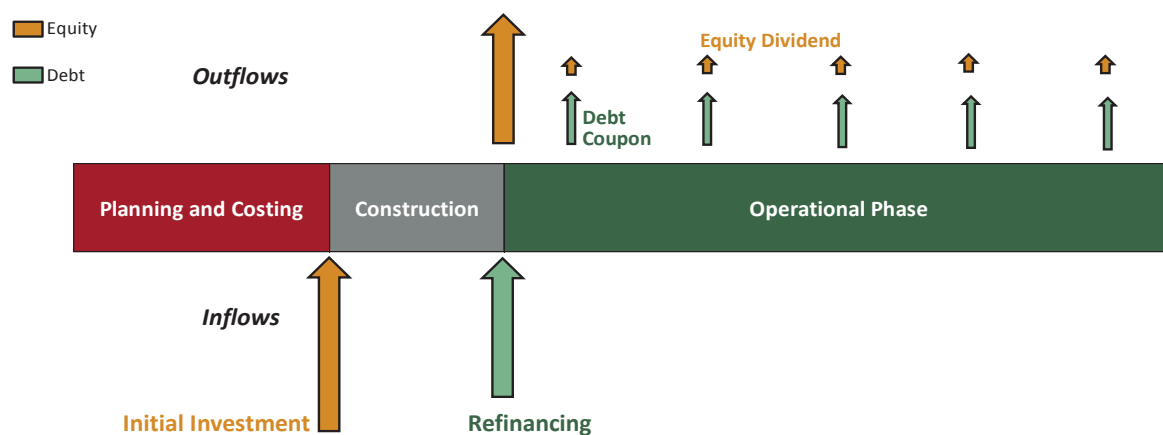 Equity
Debt
Outflows
Equity Dividend
Debt
Coupon
Planning and Costing
Construction
Operational Phase
Inflows
Initial Investment
Refinancing